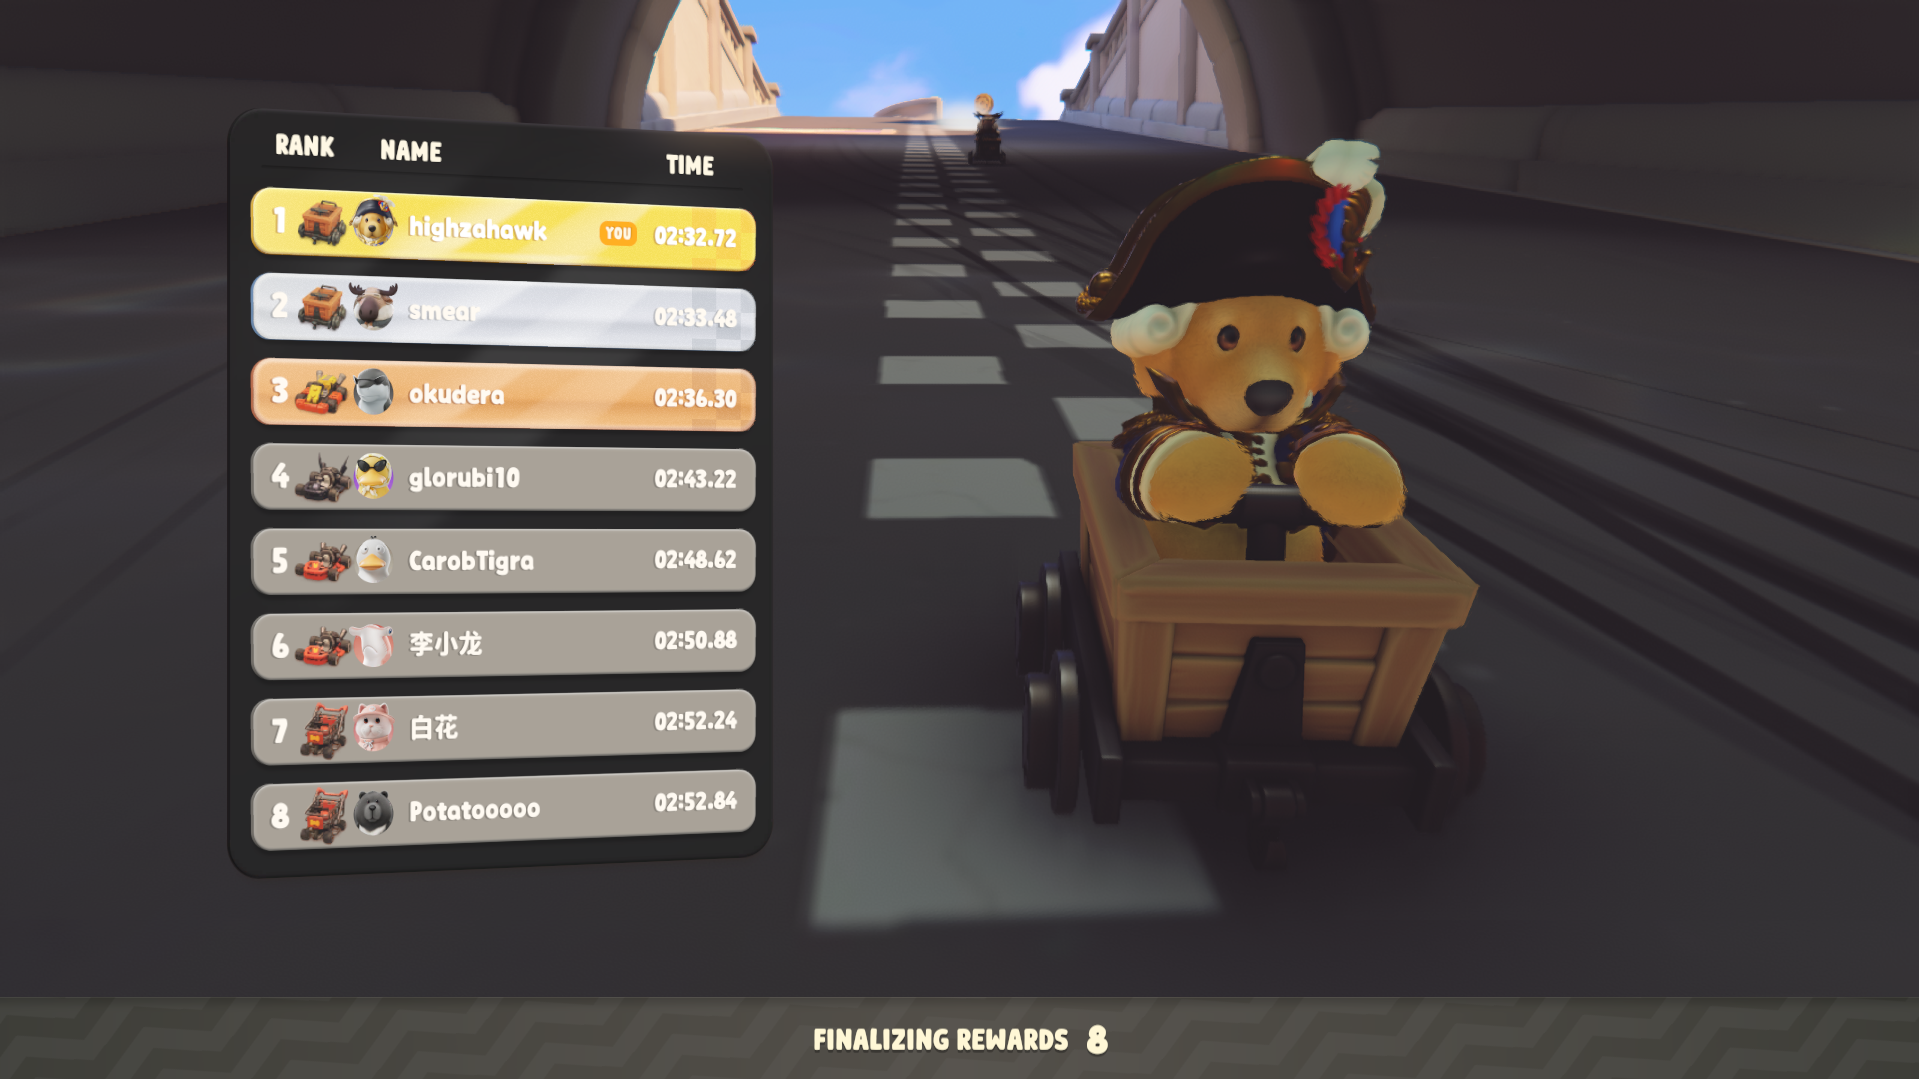 RANK NAME TIME
1 highzahawk YOU 02:32.72
2 smear 02:33.48
3 okudera 02:36.30
4 glorubi10 02:43.22
5 CarobTigra 02:48.62
6 李小龙 02:50.88
7 白花 02:52.24
8 Potatooooo 02:52.84
FINALIZING REWARDS 8